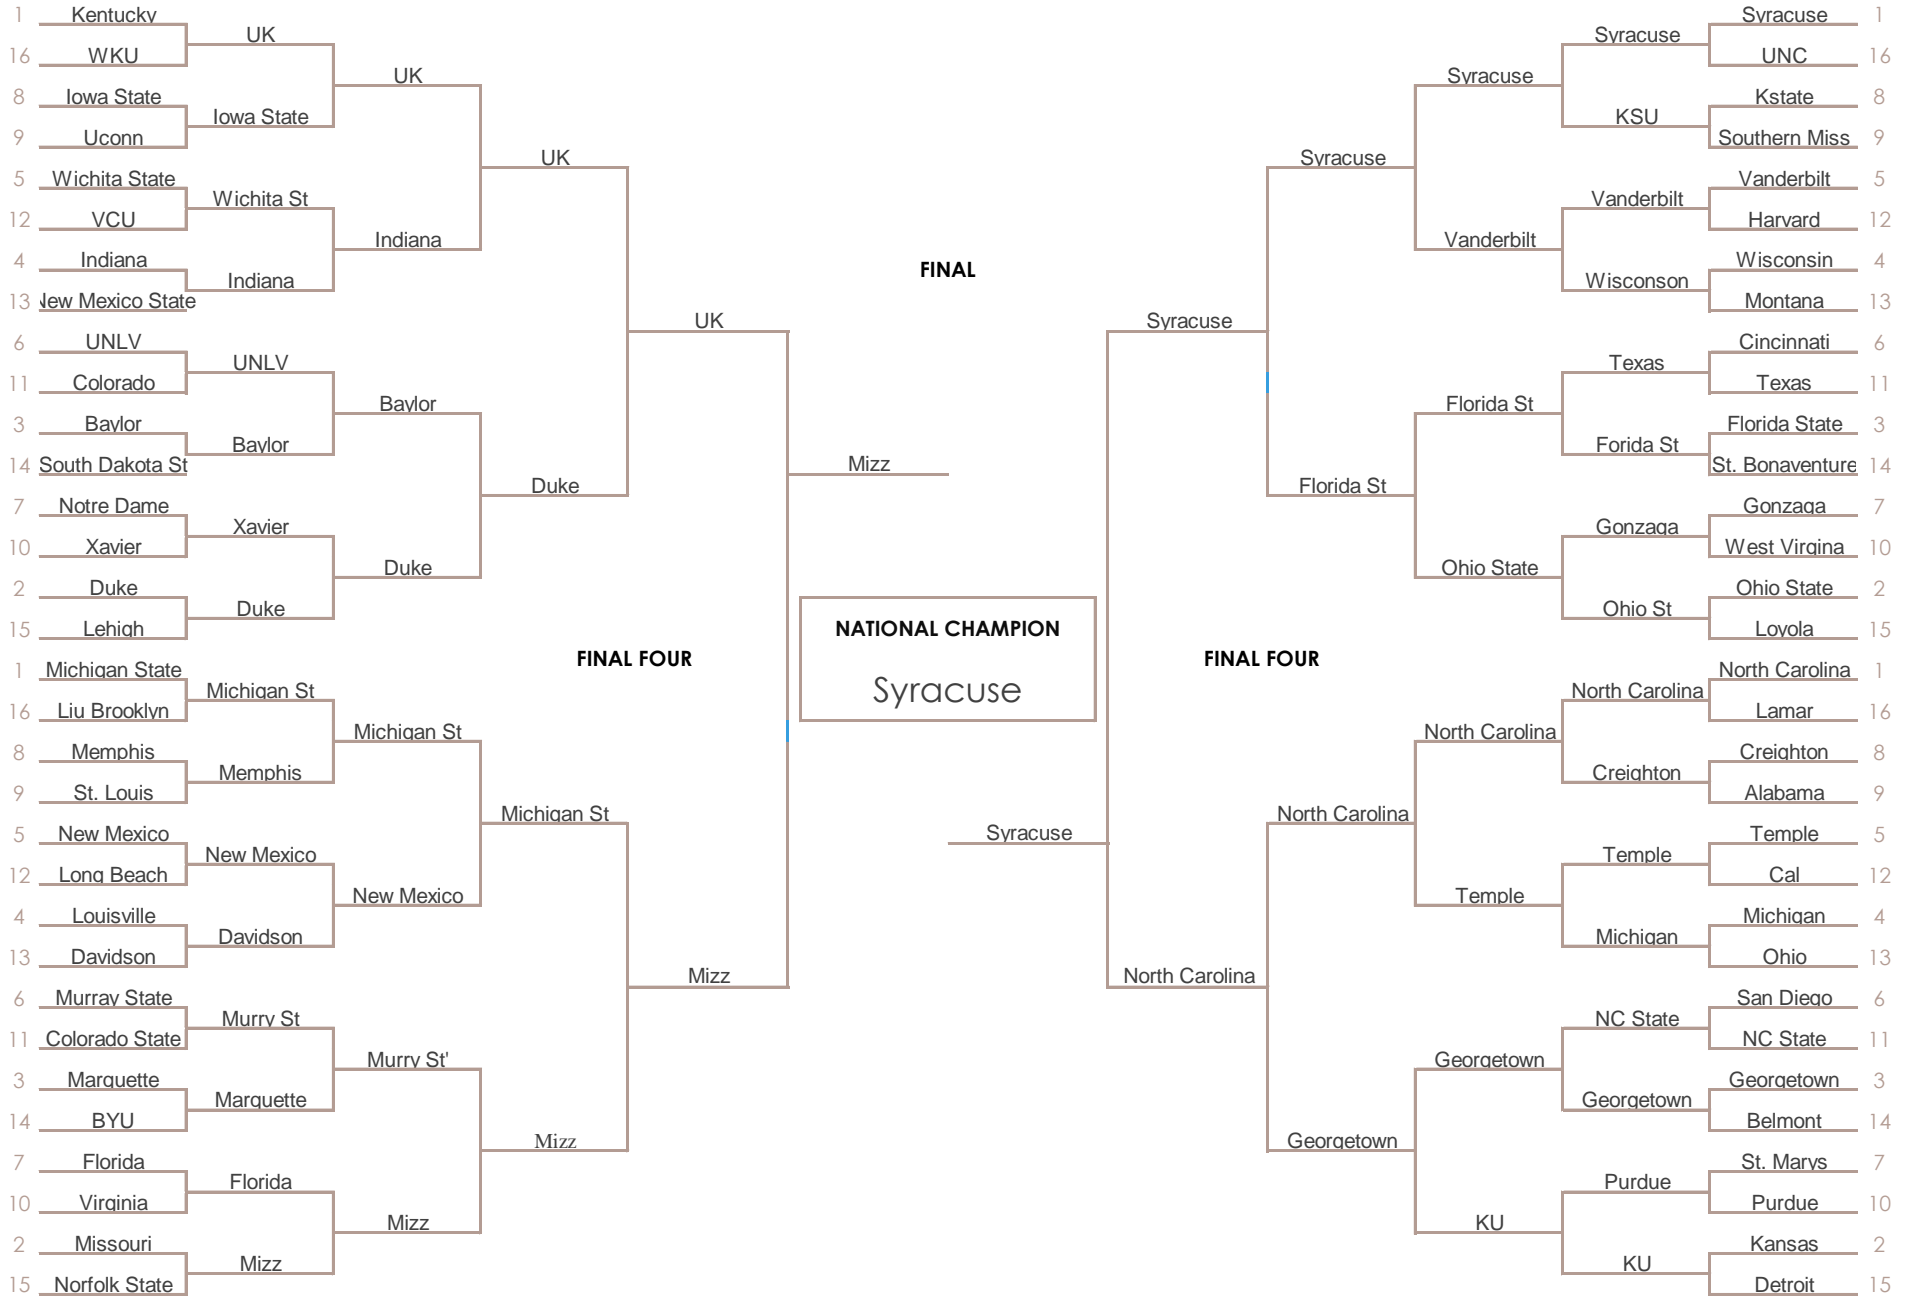 1 Kentucky
16 WKU
8 Iowa State
9 Uconn
5 Wichita State
12 VCU
4 Indiana
13 New Mexico State
6 UNLV
11 Colorado
3 Baylor
14 South Dakota St
7 Notre Dame
10 Xavier
2 Duke
15 Lehigh
1 Michigan State
16 Liu Brooklyn
8 Memphis
9 St. Louis
5 New Mexico
12 Long Beach
4 Louisville
13 Davidson
6 Murray State
11 Colorado State
3 Marquette
14 BYU
7 Florida
10 Virginia
2 Missouri
15 Norfolk State
UK
Iowa State
Wichita St
Indiana
UNLV
Baylor
Xavier
Duke
Michigan St
Memphis
New Mexico
Davidson
Murry St
Marquette
Florida
Mizz
UK
Indiana
Baylor
Duke
Michigan St
New Mexico
Murry St'
Mizz
UK
Duke
Michigan St
Mizz
UK
FINAL FOUR
Mizz
FINAL
Mizz
NATIONAL CHAMPION
Syracuse
Syracuse
Syracuse
FINAL FOUR
North Carolina
Syracuse
Florida St
North Carolina
Georgetown
Syracuse
Vanderbilt
Florida St
Ohio State
North Carolina
Temple
Georgetown
KU
Syracuse
KSU
Vanderbilt
Wisconson
Texas
Forida St
Gonzaga
Ohio St
North Carolina
Creighton
Temple
Michigan
NC State
Georgetown
Purdue
KU
Syracuse 1
UNC 16
Kstate 8
Southern Miss 9
Vanderbilt 5
Harvard 12
Wisconsin 4
Montana 13
Cincinnati 6
Texas 11
Florida State 3
St. Bonaventure 14
Gonzaga 7
West Virgina 10
Ohio State 2
Loyola 15
North Carolina 1
Lamar 16
Creighton 8
Alabama 9
Temple 5
Cal 12
Michigan 4
Ohio 13
San Diego 6
NC State 11
Georgetown 3
Belmont 14
St. Marys 7
Purdue 10
Kansas 2
Detroit 15